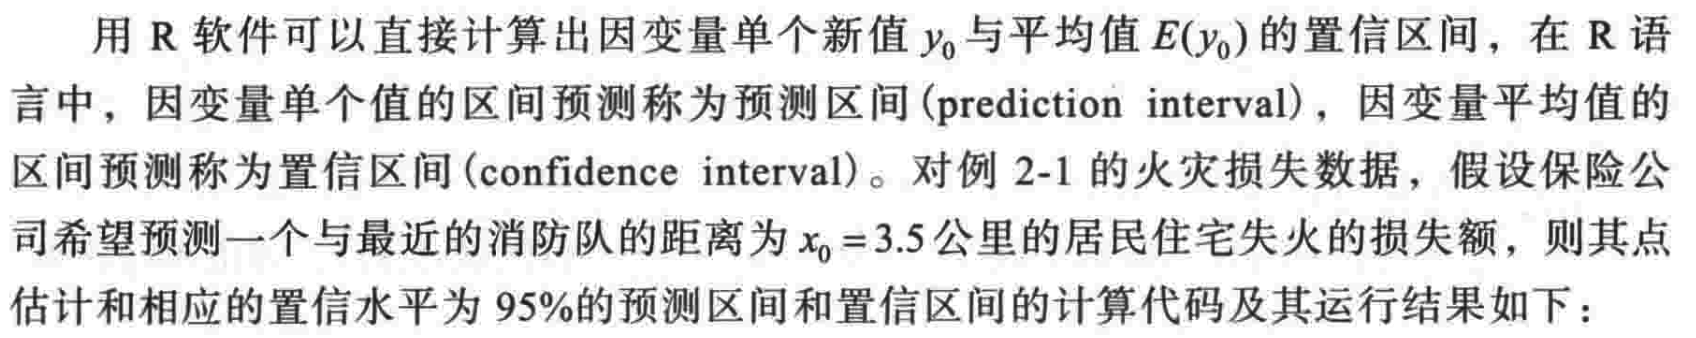 用 R 软件可以直接计算出因变量单个新值 y₀ 与平均值 E(y₀) 的置信区间，在 R 语
言中，因变量单个值的区间预测称为预测区间(prediction interval)，因变量平均值的
区间预测称为置信区间(confidence interval)。对例 2-1 的火灾损失数据，假设保险公
司希望预测一个与最近的消防队的距离为 x₀ = 3.5 公里的居民住宅失火的损失额，则其点
估计和相应的置信水平为 95%的预测区间和置信区间的计算代码及其运行结果如下：